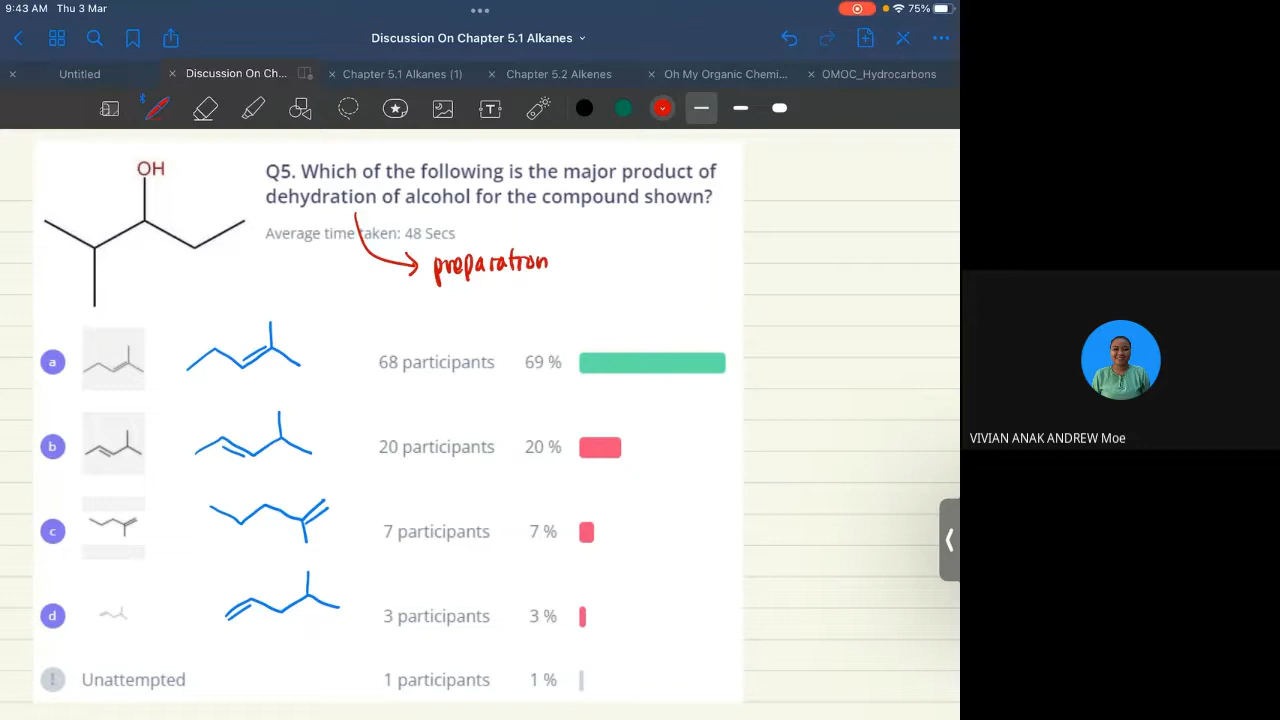 9:43 AM Thu 3 Mar
75%
Discussion On Chapter 5.1 Alkanes
Untitled
Discussion On Ch...
Chapter 5.1 Alkanes (1)
Chapter 5.2 Alkenes
Oh My Organic Chemi...
OMOC_Hydrocarbons
T
OH
Q5. Which of the following is the major product of
dehydration of alcohol for the compound shown?
Average time taken: 48 Secs
preparation
a
68 participants 69 %
b
20 participants 20 %
c
7 participants 7 %
d
3 participants 3 %
! Unattempted 1 participants 1 %
VIVIAN ANAK ANDREW Moe